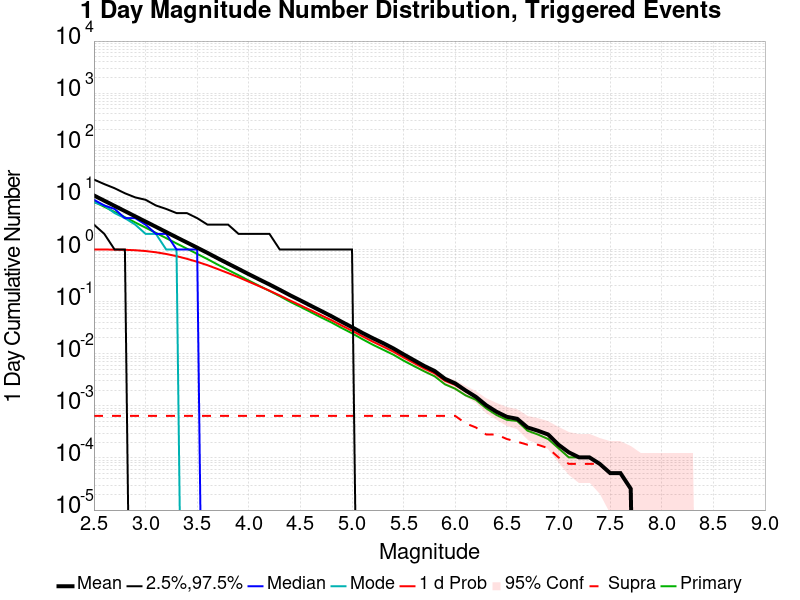 1 Day Magnitude Number Distribution, Triggered Events
10^4
10^3
10^2
10^1
10^0
10^-1
10^-2
10^-3
10^-4
10^-5
1 Day Cumulative Number
2.5 3.0 3.5 4.0 4.5 5.0 5.5 6.0 6.5 7.0 7.5 8.0 8.5 9.0
Magnitude
Mean 2.5%,97.5% Median Mode 1 d Prob 95% Conf Supra Primary